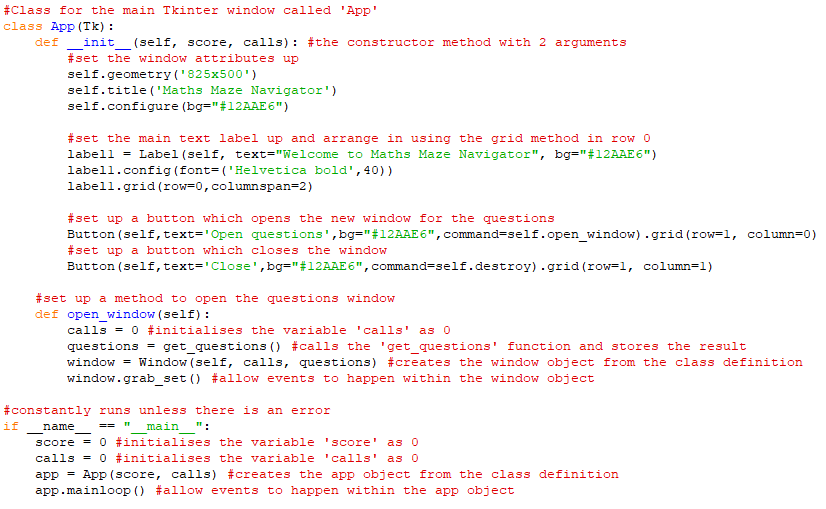 #Class for the main Tkinter window called 'App'
class App(Tk):
    def __init__(self, score, calls): #the constructor method with 2 arguments
        #set the window attributes up
        self.geometry('825x500')
        self.title('Maths Maze Navigator')
        self.configure(bg="#12AAE6")

        #set the main text label up and arrange in using the grid method in row 0
        label1 = Label(self, text="Welcome to Maths Maze Navigator", bg="#12AAE6")
        label1.config(font=('Helvetica bold',40))
        label1.grid(row=0,columnspan=2)

        #set up a button which opens the new window for the questions
        Button(self,text='Open questions',bg="#12AAE6",command=self.open_window).grid(row=1, column=0)
        #set up a button which closes the window
        Button(self,text='Close',bg="#12AAE6",command=self.destroy).grid(row=1, column=1)

    #set up a method to open the questions window
    def open_window(self):
        calls = 0 #initialises the variable 'calls' as 0
        questions = get_questions() #calls the 'get_questions' function and stores the result
        window = Window(self, calls, questions) #creates the window object from the class definition
        window.grab_set() #allow events to happen within the window object

#constantly runs unless there is an error
if __name__ == "__main__":
    score = 0 #initialises the variable 'score' as 0
    calls = 0 #initialises the variable 'calls' as 0
    app = App(score, calls) #creates the app object from the class definition
    app.mainloop() #allow events to happen within the app object